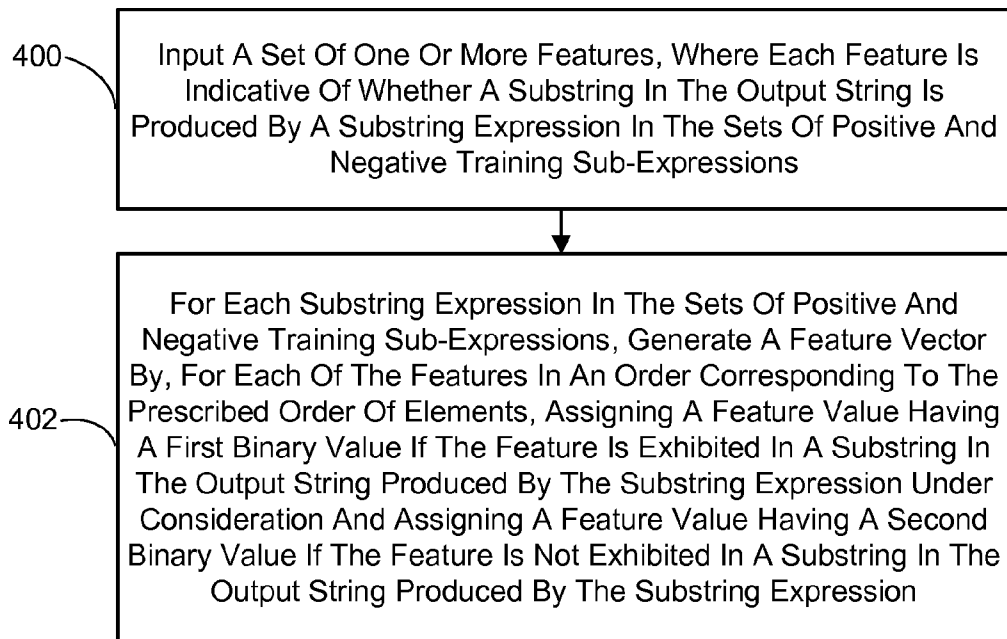 400
Input A Set Of One Or More Features, Where Each Feature Is
Indicative Of Whether A Substring In The Output String Is
Produced By A Substring Expression In The Sets Of Positive And
Negative Training Sub-Expressions
402
For Each Substring Expression In The Sets Of Positive And
Negative Training Sub-Expressions, Generate A Feature Vector
By, For Each Of The Features In An Order Corresponding To The
Prescribed Order Of Elements, Assigning A Feature Value Having
A First Binary Value If The Feature Is Exhibited In A Substring In
The Output String Produced By The Substring Expression Under
Consideration And Assigning A Feature Value Having A Second
Binary Value If The Feature Is Not Exhibited In A Substring In The
Output String Produced By The Substring Expression